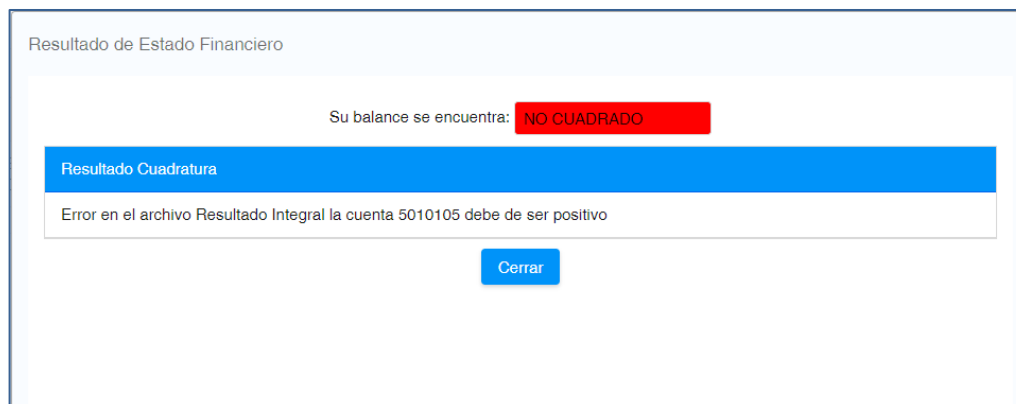 Resultado de Estado Financiero
Su balance se encuentra: NO CUADRADO
Resultado Cuadratura
Error en el archivo Resultado Integral la cuenta 5010105 debe de ser positivo
Cerrar